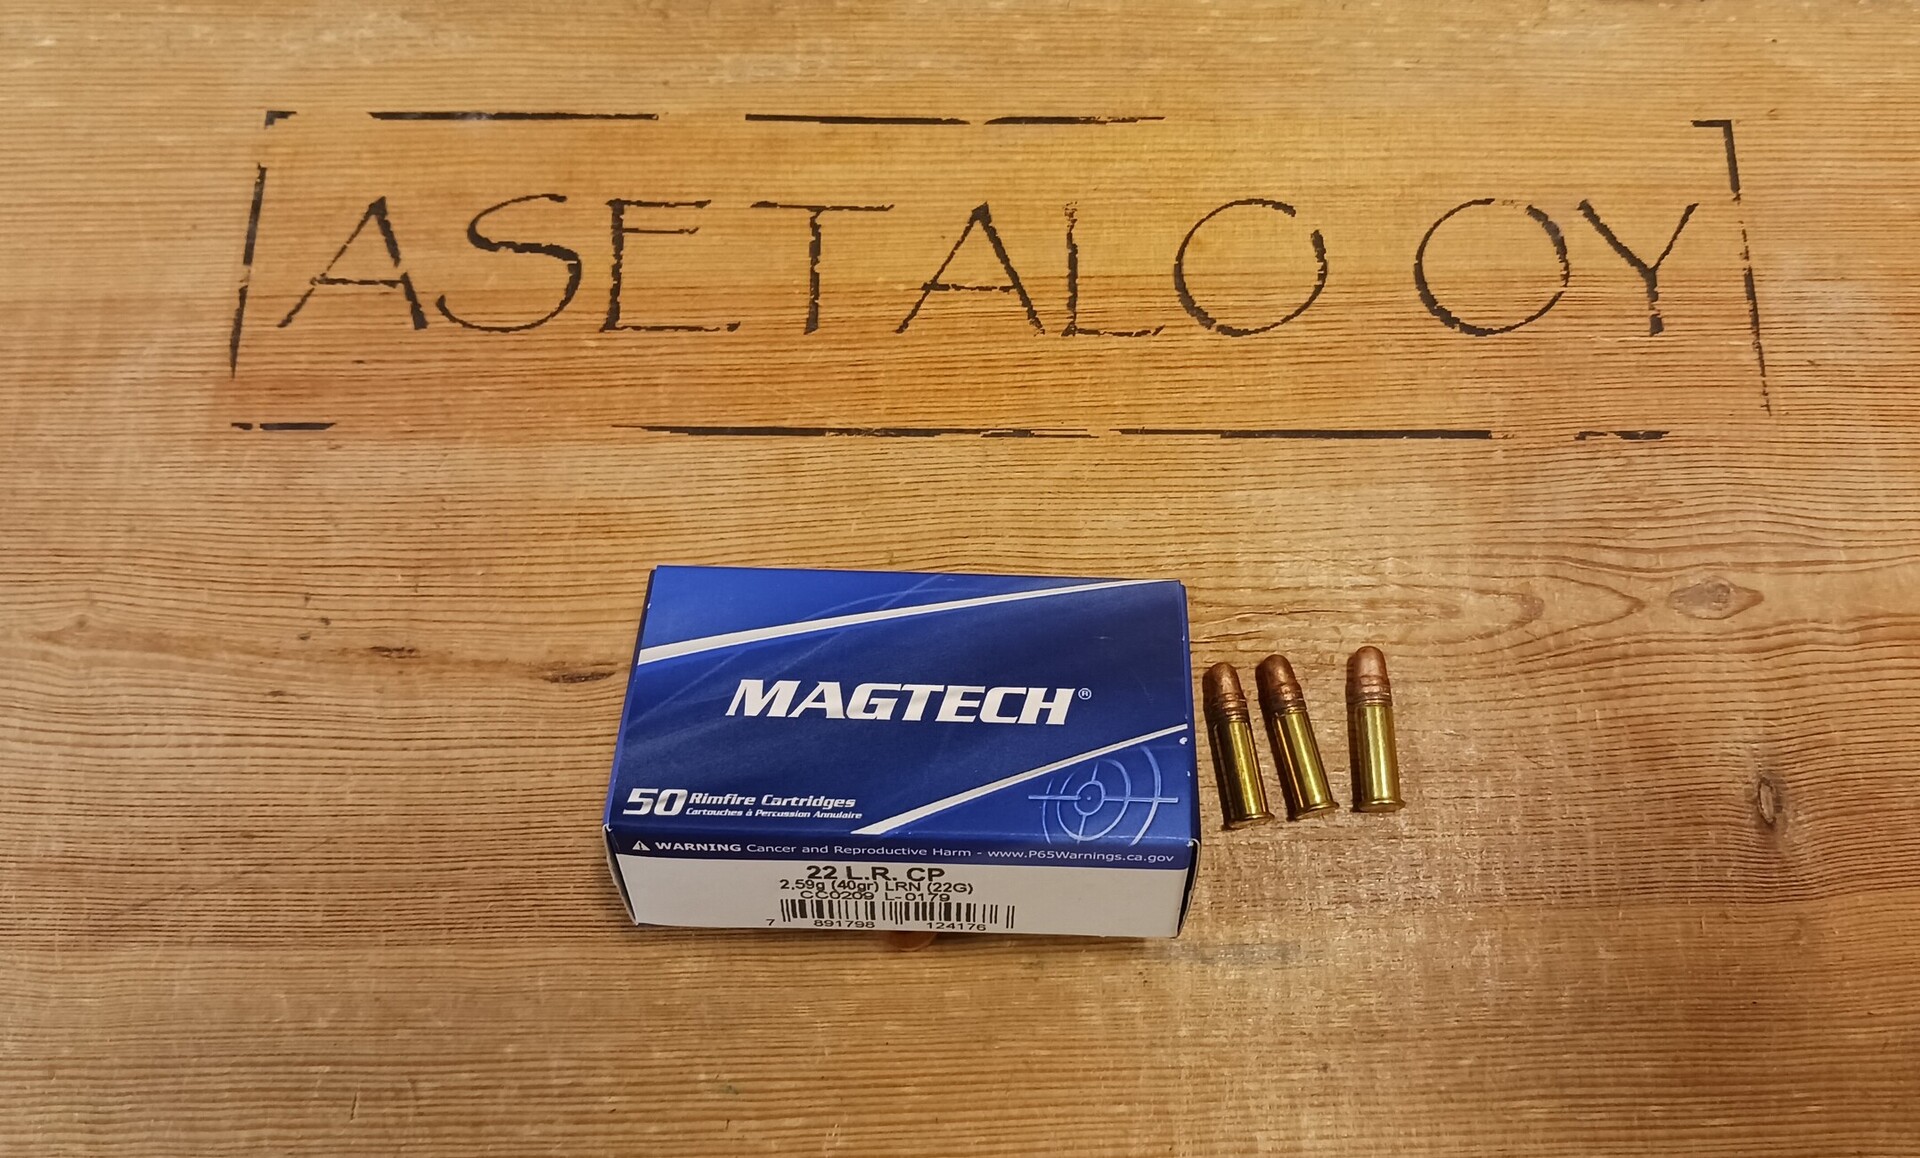 ASETALO OY
MAGTECH®
50 Rimfire Cartridges
Cartouches à Percussion Annulaire
WARNING Cancer and Reproductive Harm - www.P65Warnings.ca.gov
22 L.R. CP
2.59g (40gr) LRN (22G)
CC0209 L-0179
7 891798 124176